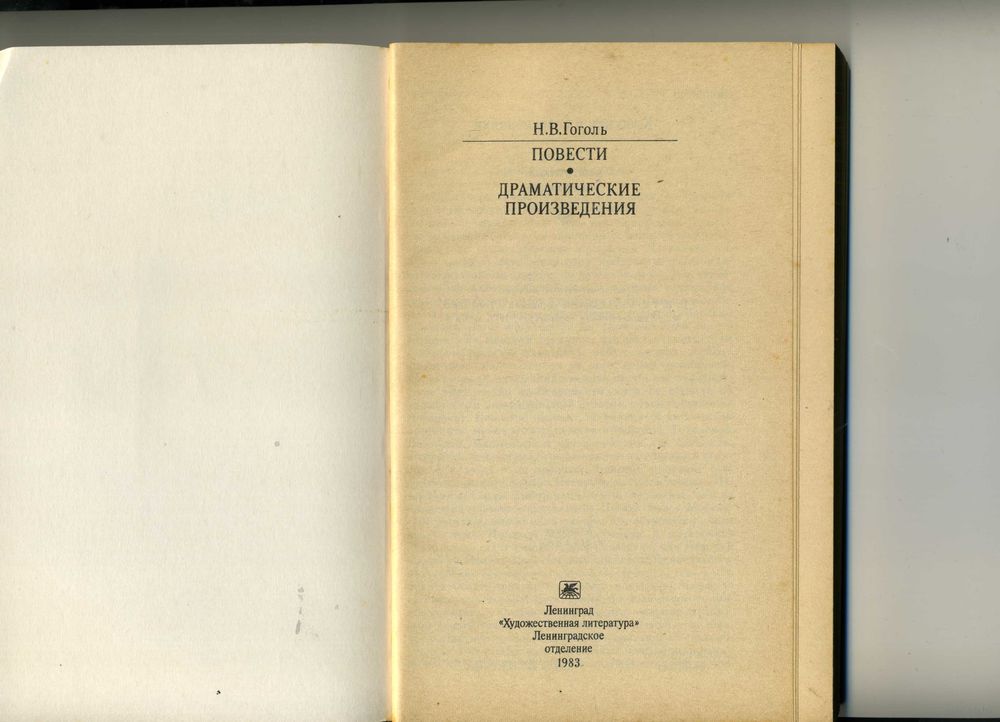 Н.В.Гоголь
ПОВЕСТИ
•
ДРАМАТИЧЕСКИЕ
ПРОИЗВЕДЕНИЯ
Ленинград
«Художественная литература»
Ленинградское
отделение
1983